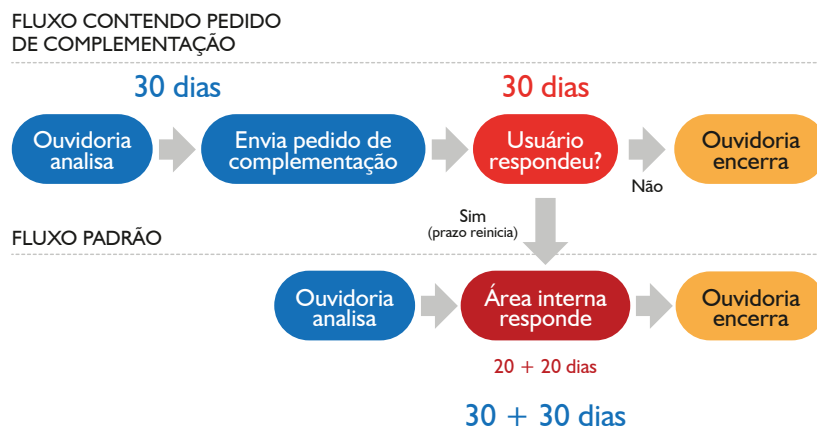 FLUXO CONTENDO PEDIDO
DE COMPLEMENTAÇÃO
30 dias
30 dias
Ouvidoria
analisa
Envia pedido de
complementação
Usuário
respondeu?
Não
Ouvidoria
encerra
Sim
(prazo reinicia)
FLUXO PADRÃO
Ouvidoria
analisa
Área interna
responde
Ouvidoria
encerra
20 + 20 dias
30 + 30 dias